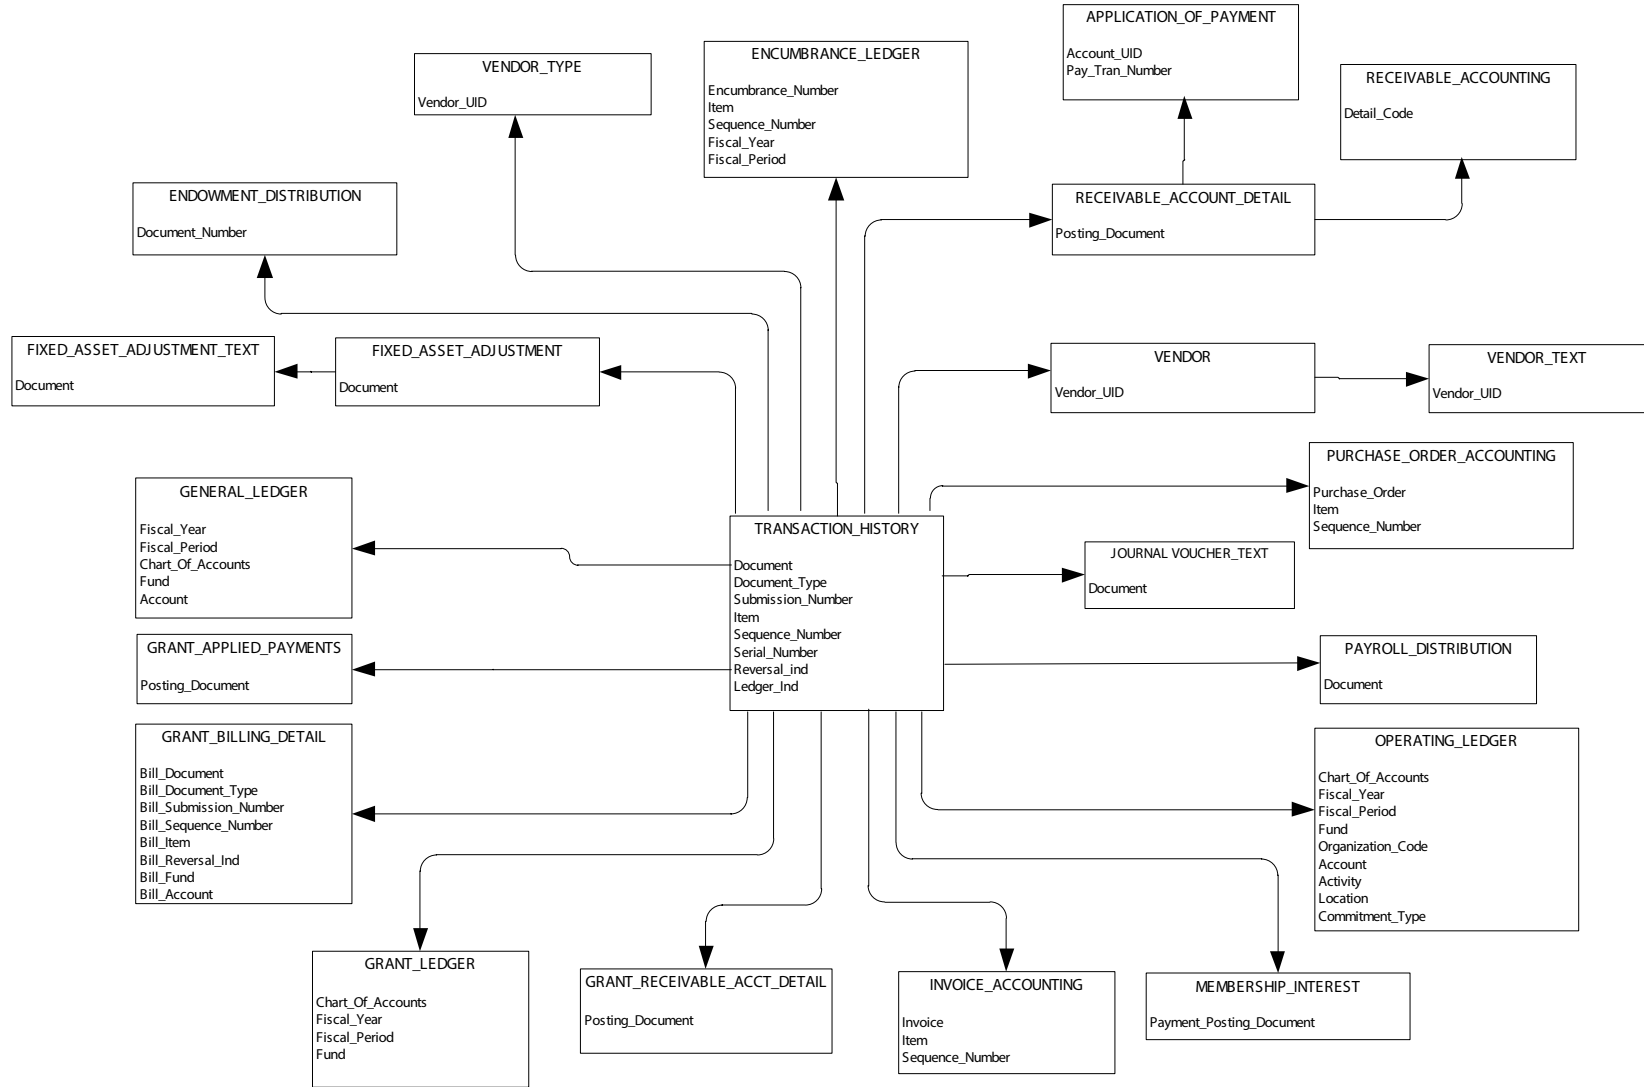 APPLICATION_OF_PAYMENT
Account_UID
Pay_Tran_Number
ENCUMBRANCE_LEDGER
Encumbrance_Number
Item
Sequence_Number
Fiscal_Year
Fiscal_Period
VENDOR_TYPE
Vendor_UID
RECEIVABLE_ACCOUNTING
Detail_Code
ENDOWMENT_DISTRIBUTION
Document_Number
RECEIVABLE_ACCOUNT_DETAIL
Posting_Document
FIXED_ASSET_ADJUSTMENT_TEXT
Document
FIXED_ASSET_ADJUSTMENT
Document
VENDOR
Vendor_UID
VENDOR_TEXT
Vendor_UID
PURCHASE_ORDER_ACCOUNTING
Purchase_Order
Item
Sequence_Number
GENERAL_LEDGER
Fiscal_Year
Fiscal_Period
Chart_Of_Accounts
Fund
Account
TRANSACTION_HISTORY
Document
Document_Type
Submission_Number
Item
Sequence_Number
Serial_Number
Reversal_ind
Ledger_Ind
JOURNAL VOUCHER_TEXT
Document
GRANT_APPLIED_PAYMENTS
Posting_Document
PAYROLL_DISTRIBUTION
Document
GRANT_BILLING_DETAIL
Bill_Document
Bill_Document_Type
Bill_Submission_Number
Bill_Sequence_Number
Bill_Item
Bill_Reversal_Ind
Bill_Fund
Bill_Account
OPERATING_LEDGER
Chart_Of_Accounts
Fiscal_Year
Fiscal_Period
Fund
Organization_Code
Account
Activity
Location
Commitment_Type
GRANT_LEDGER
Chart_Of_Accounts
Fiscal_Year
Fiscal_Period
Fund
GRANT_RECEIVABLE_ACCT_DETAIL
Posting_Document
INVOICE_ACCOUNTING
Invoice
Item
Sequence_Number
MEMBERSHIP_INTEREST
Payment_Posting_Document